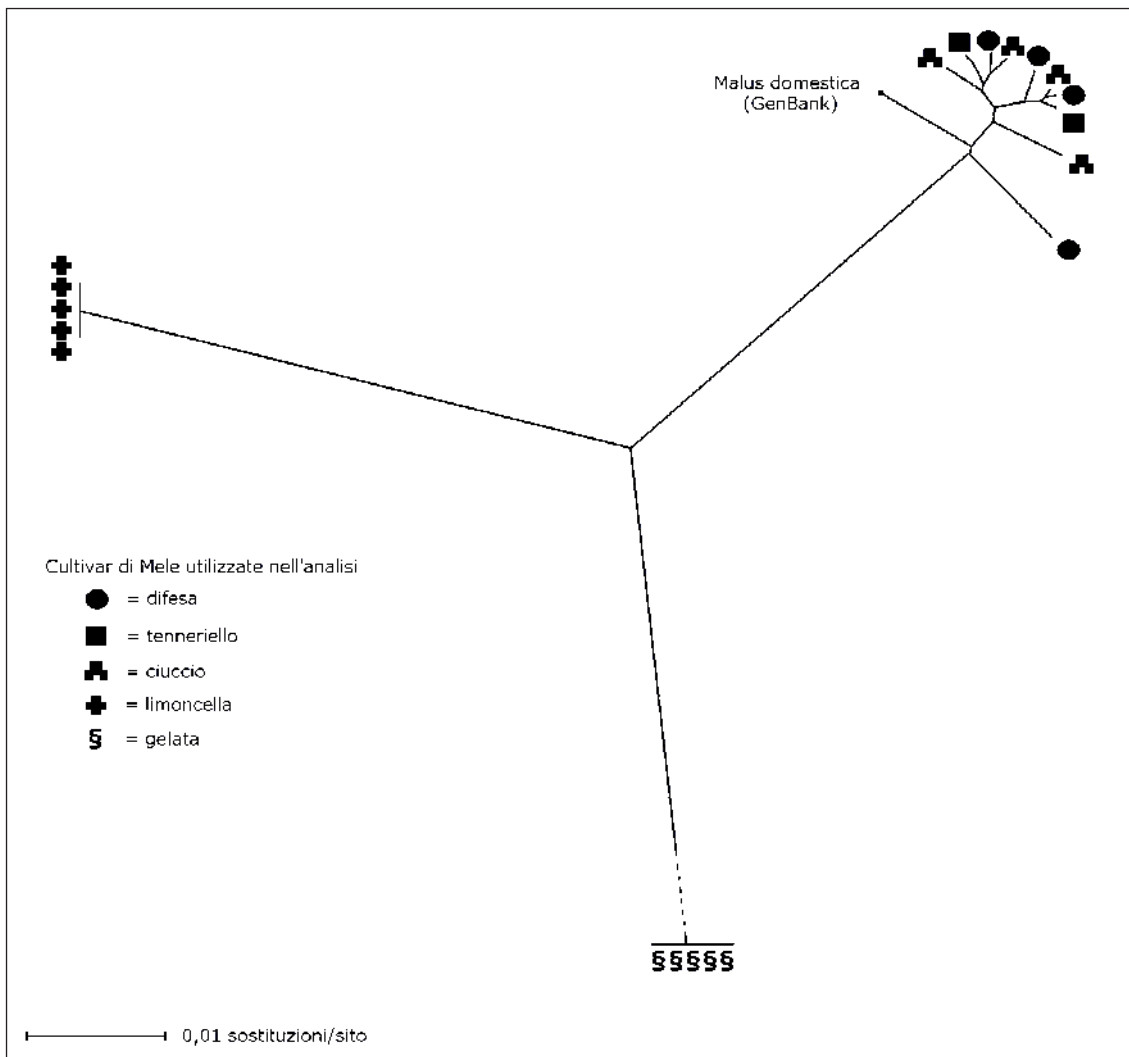 Malus domestica
(GenBank)
Cultivar di Mele utilizzate nell'analisi
= difesa
= tenneriello
= ciuccio
= limoncella
§ = gelata
§§§§§
0,01 sostituzioni/sito